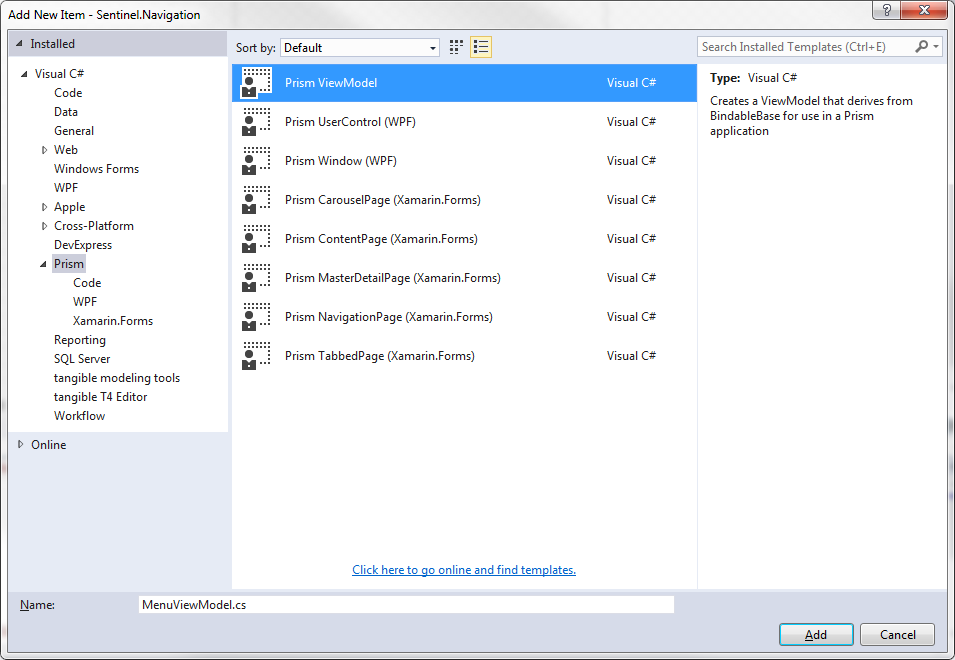 Add New Item - Sentinel.Navigation
Installed
Sort by: Default
Search Installed Templates (Ctrl+E)
Visual C#
Code
Data
General
Web
Windows Forms
WPF
Apple
Cross-Platform
DevExpress
Prism
Code
WPF
Xamarin.Forms
Reporting
SQL Server
tangible modeling tools
tangible T4 Editor
Workflow
Online
Prism ViewModel Visual C#
Prism UserControl (WPF) Visual C#
Prism Window (WPF) Visual C#
Prism CarouselPage (Xamarin.Forms) Visual C#
Prism ContentPage (Xamarin.Forms) Visual C#
Prism MasterDetailPage (Xamarin.Forms) Visual C#
Prism NavigationPage (Xamarin.Forms) Visual C#
Prism TabbedPage (Xamarin.Forms) Visual C#
Click here to go online and find templates.
Type: Visual C#
Creates a ViewModel that derives from
BindableBase for use in a Prism
application
Name: MenuViewModel.cs
Add Cancel